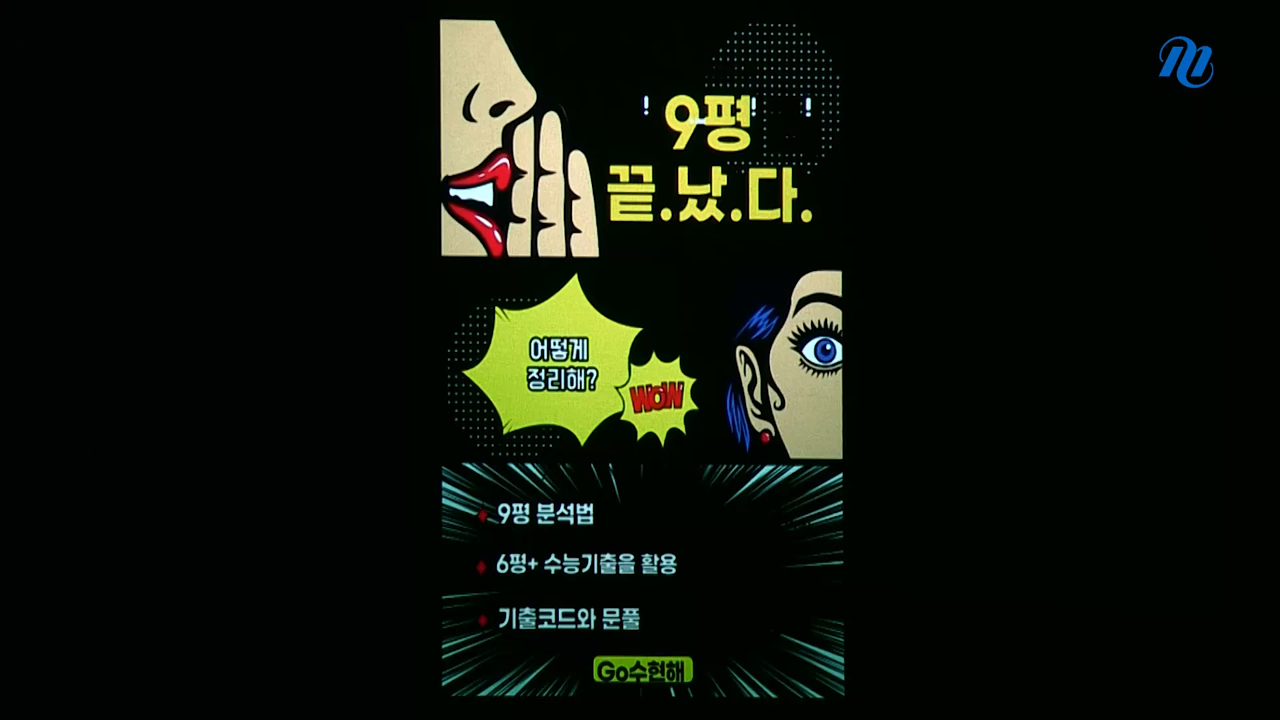 ! 9평 ! !
끝.났.다.
어떻게
정리해?
WOW
9평 분석법
6평+ 수능기출을 활용
기출코드와 문풀
Go수현해